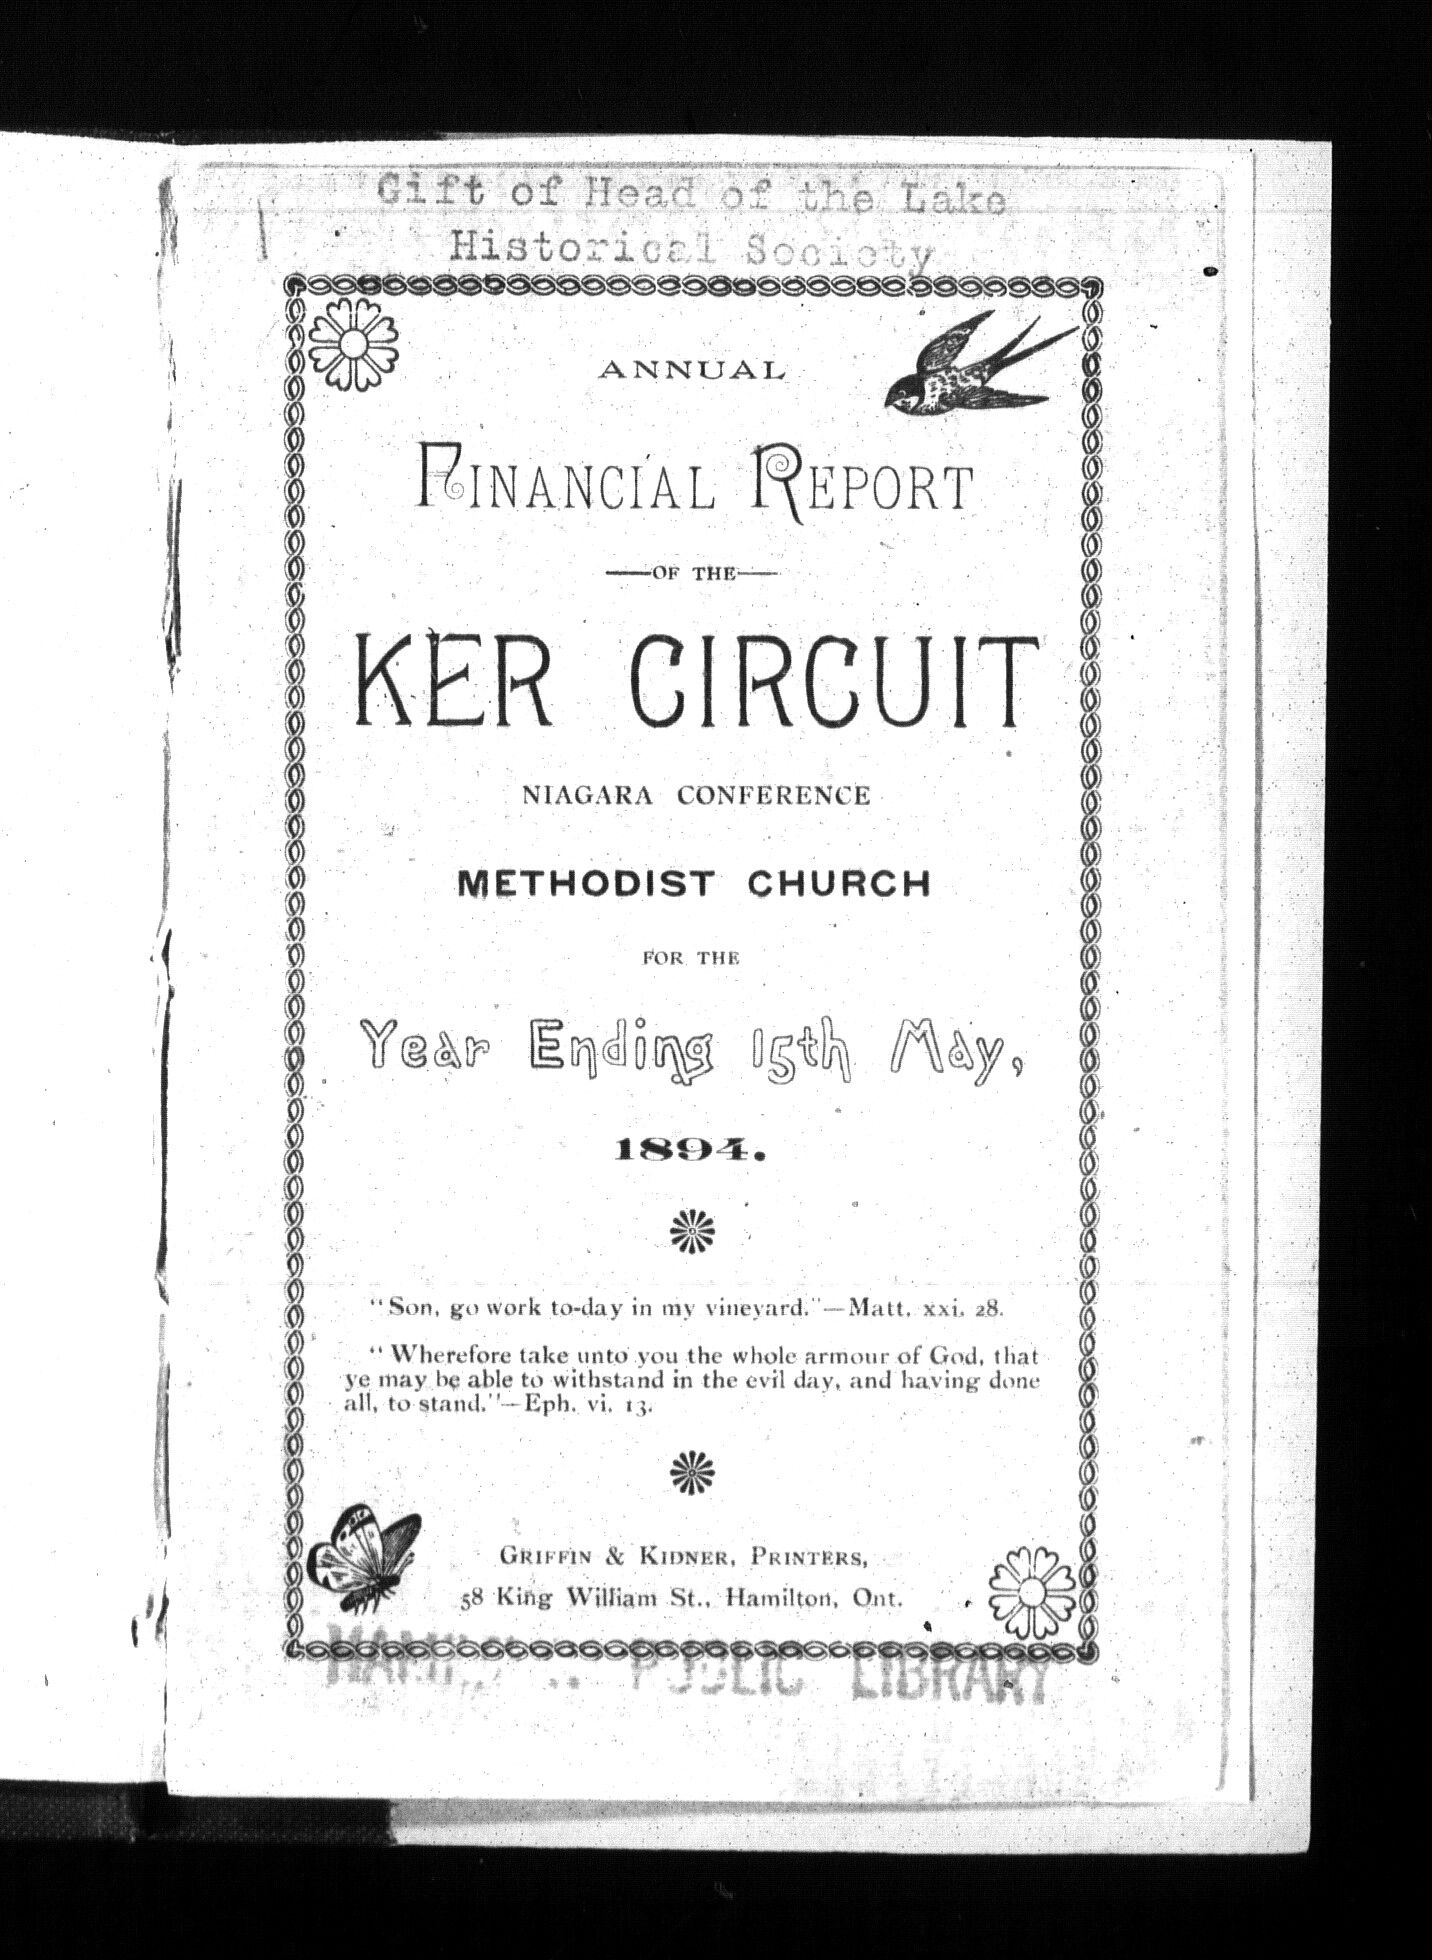 Gift of Head of the Lake
Historical Society
ANNUAL
FINANCIAL REPORT
—OF THE—
KER CIRCUIT
NIAGARA CONFERENCE
METHODIST CHURCH
FOR THE
Year Ending 15th May,
1894.
"Son, go work to-day in my vineyard."—Matt. xxi. 28.
"Wherefore take unto you the whole armour of God, that
ye may be able to withstand in the evil day, and having done
all, to stand."—Eph. vi. 13.
GRIFFIN & KIDNER, PRINTERS,
58 King William St., Hamilton, Ont.
PUBLIC LIBRARY